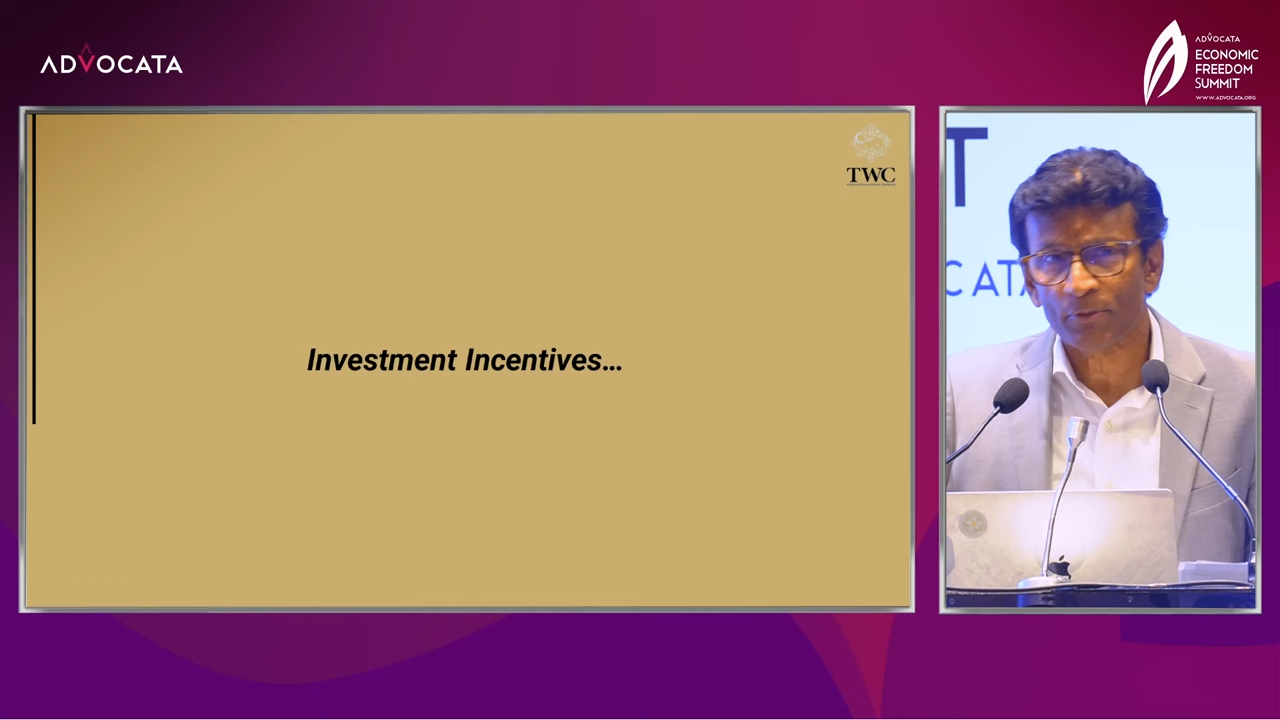 ADVOCATA
ADVOCATA
ECONOMIC
FREEDOM
SUMMIT
WWW.ADVOCATA.ORG
TWC
Investment Incentives...
T
CATA